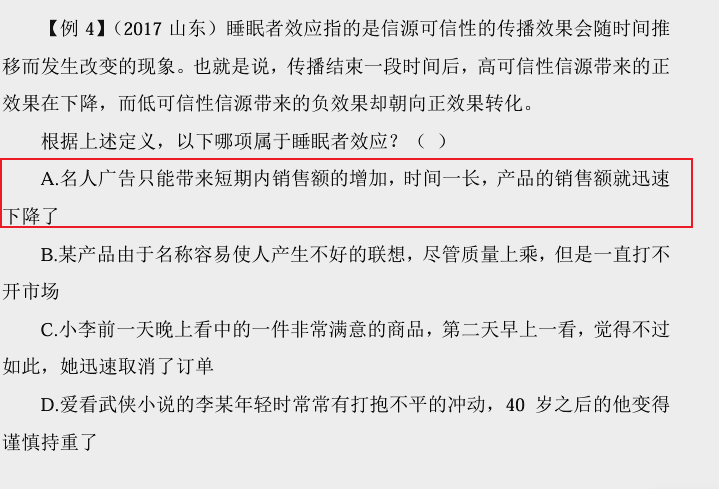 【例 4】（2017 山东）睡眠者效应指的是信源可信性的传播效果会随时间推
移而发生改变的现象。也就是说，传播结束一段时间后，高可信性信源带来的正
效果在下降，而低可信性信源带来的负效果却朝向正效果转化。
根据上述定义，以下哪项属于睡眠者效应？（ ）
A.名人广告只能带来短期内销售额的增加，时间一长，产品的销售额就迅速
下降了
B.某产品由于名称容易使人产生不好的联想，尽管质量上乘，但是一直打不
开市场
C.小李前一天晚上看中的一件非常满意的商品，第二天早上一看，觉得不过
如此，她迅速取消了订单
D.爱看武侠小说的李某年轻时常常有打抱不平的冲动，40 岁之后的他变得
谨慎持重了